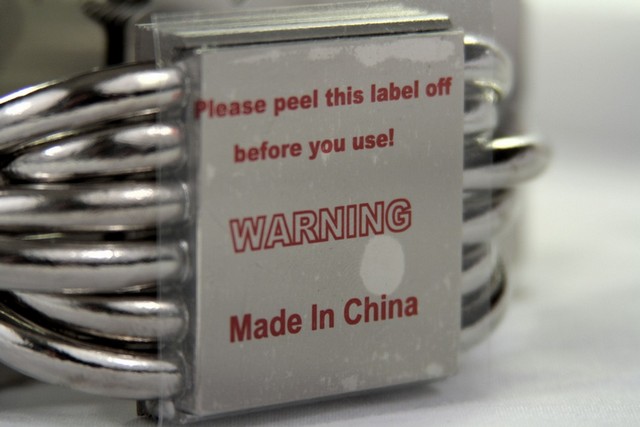 Please peel this label off
before you use!
WARNING
Made In China